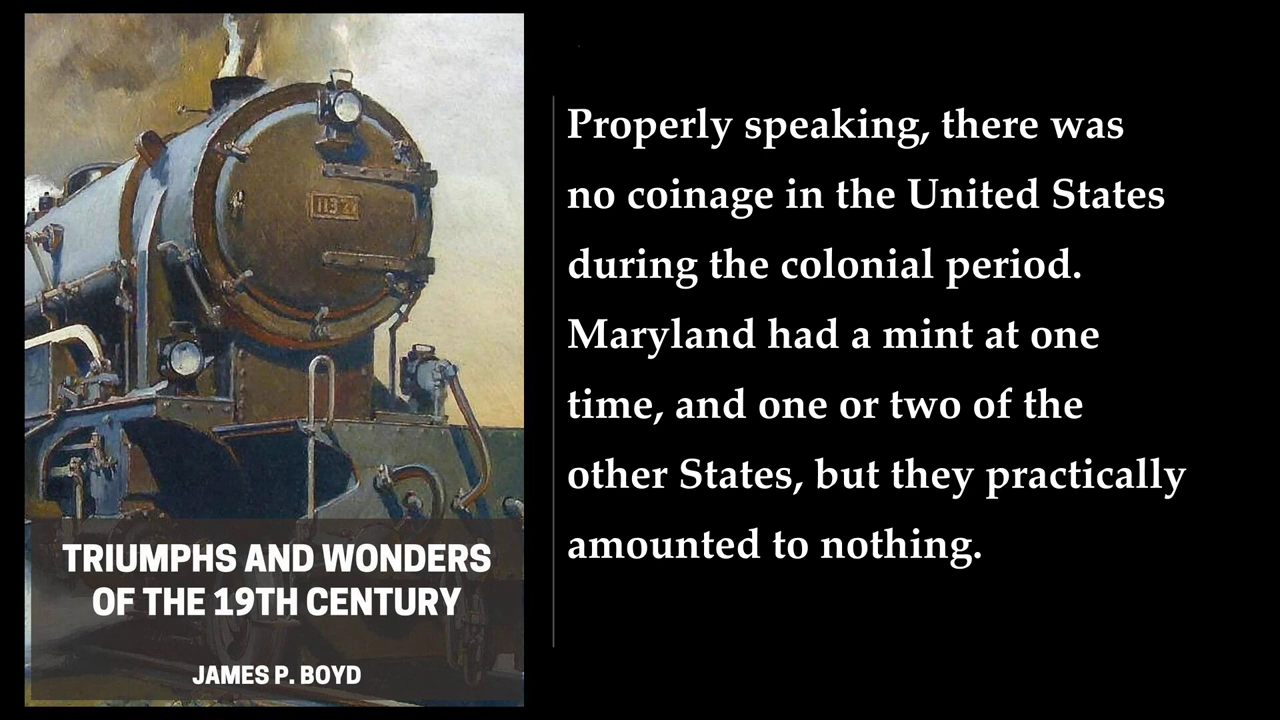 1132
TRIUMPHS AND WONDERS
OF THE 19TH CENTURY
JAMES P. BOYD
Properly speaking, there was
no coinage in the United States
during the colonial period.
Maryland had a mint at one
time, and one or two of the
other States, but they practically
amounted to nothing.